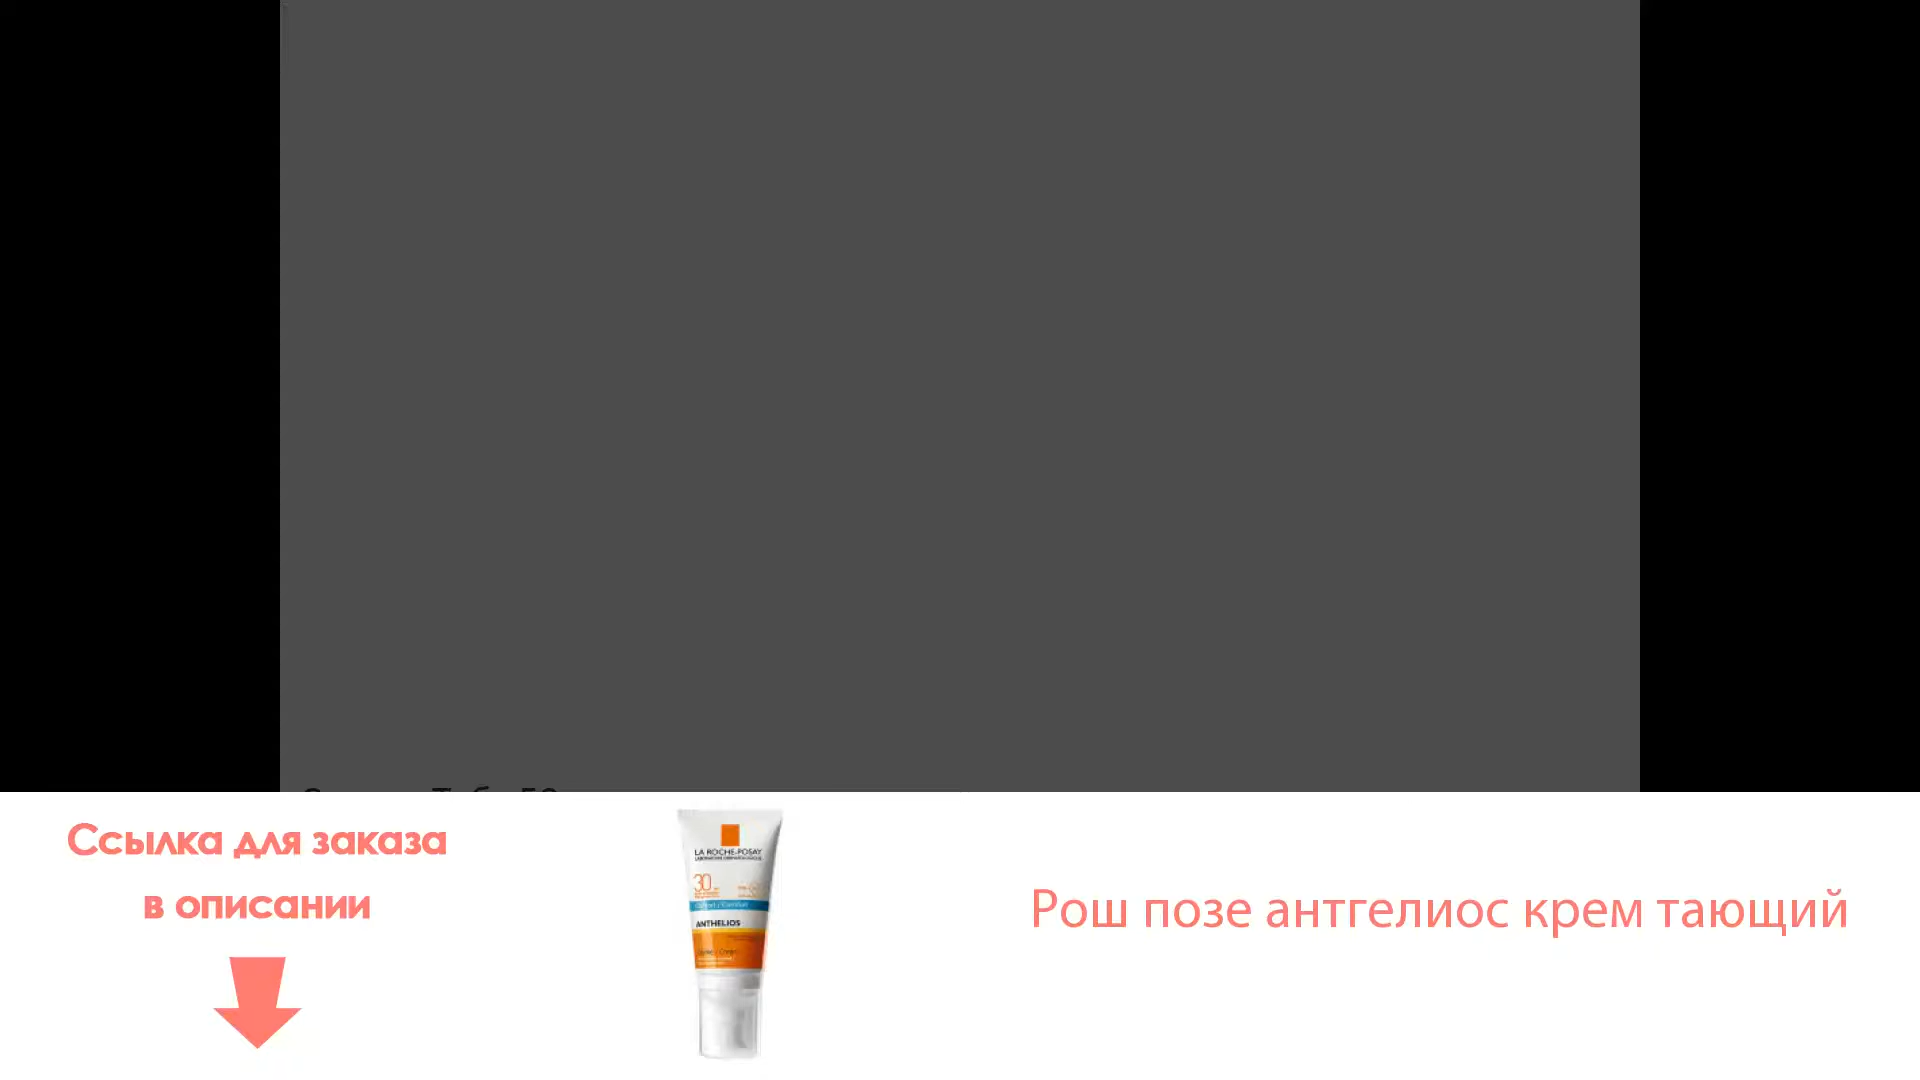 Ссылка для заказа
в описании
LA ROCHE-POSAY
30
ANTHELIOS
Рош позе антгелиос крем тающий